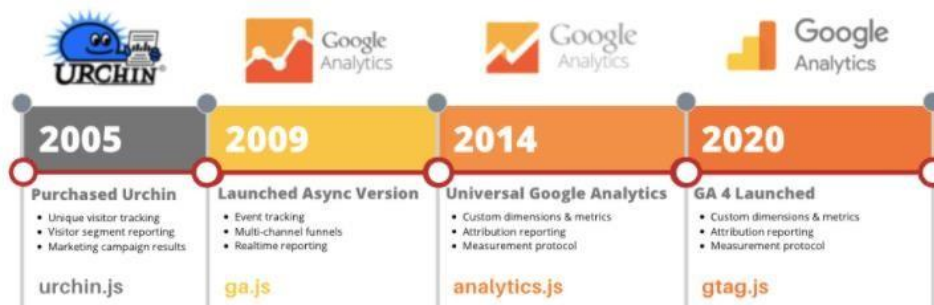 URCHIN®
Google
Analytics
Google
Analytics
Google
Analytics
2005
2009
2014
2020
Purchased Urchin
• Unique visitor tracking
• Visitor segment reporting
• Marketing campaign results
urchin.js
Launched Async Version
• Event tracking
• Multi-channel funnels
• Realtime reporting
ga.js
Universal Google Analytics
• Custom dimensions & metrics
• Attribution reporting
• Measurement protocol
analytics.js
GA 4 Launched
• Custom dimensions & metrics
• Attribution reporting
• Measurement protocol
gtag.js